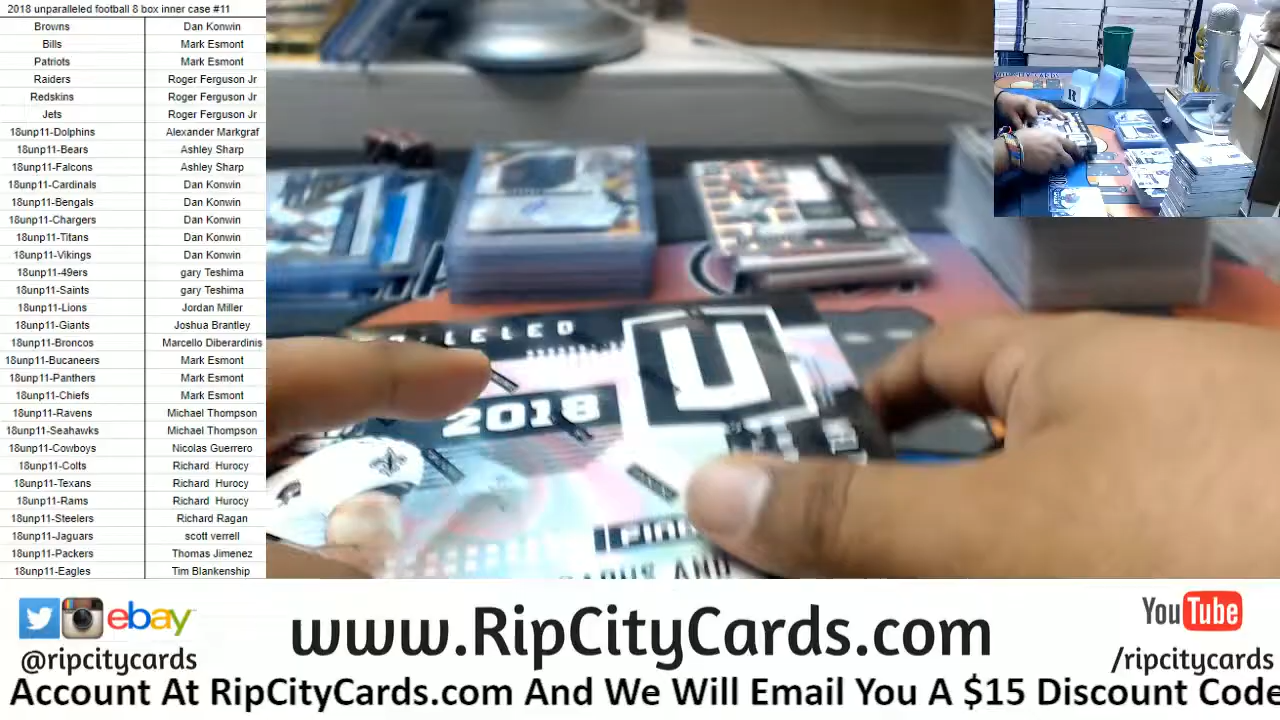 2018 unparalleled football 8 box inner case #11
Browns Dan Konwin
Bills Mark Esmont
Patriots Mark Esmont
Raiders Roger Ferguson Jr
Redskins Roger Ferguson Jr
Jets Roger Ferguson Jr
18unp11-Dolphins Alexander Markgraf
18unp11-Bears Ashley Sharp
18unp11-Falcons Ashley Sharp
18unp11-Cardinals Dan Konwin
18unp11-Bengals Dan Konwin
18unp11-Chargers Dan Konwin
18unp11-Titans Dan Konwin
18unp11-Vikings Dan Konwin
18unp11-49ers gary Teshima
18unp11-Saints gary Teshima
18unp11-Lions Jordan Miller
18unp11-Giants Joshua Brantley
18unp11-Broncos Marcello Diberardinis
18unp11-Bucaneers Mark Esmont
18unp11-Panthers Mark Esmont
18unp11-Chiefs Mark Esmont
18unp11-Ravens Michael Thompson
18unp11-Seahawks Michael Thompson
18unp11-Cowboys Nicolas Guerrero
18unp11-Colts Richard Hurocy
18unp11-Texans Richard Hurocy
18unp11-Rams Richard Hurocy
18unp11-Steelers Richard Ragan
18unp11-Jaguars scott verrell
18unp11-Packers Thomas Jimenez
18unp11-Eagles Tim Blankenship
U
2018
R
ebay
@ripcitycards
www.RipCityCards.com
YouTube
/ripcitycards
Account At RipCityCards.com And We Will Email You A $15 Discount Code